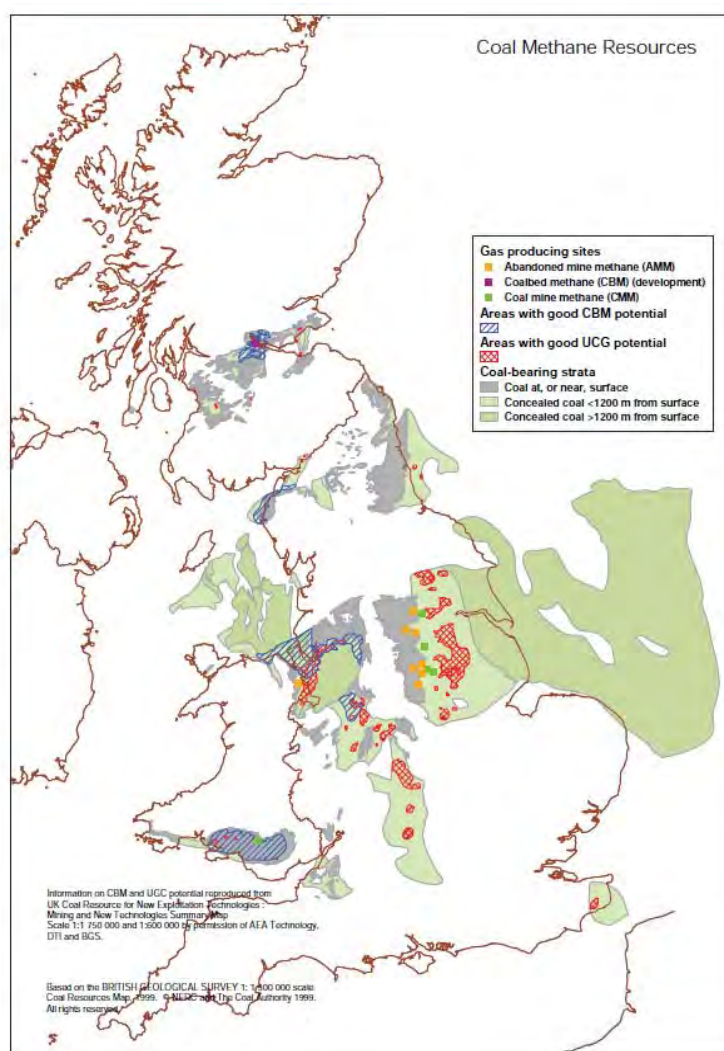 Coal Methane Resources
Gas producing sites
Abandoned mine methane (AMM)
Coalbed methane (CBM) (development)
Coal mine methane (CMM)
Areas with good CBM potential
Areas with good UCG potential
Coal-bearing strata
Coal at, or near, surface
Concealed coal <1200 m from surface
Concealed coal >1200 m from surface
Information on CBM and UGC potential reproduced from
UK Coal Resource for New Exploitation Technologies :
Mining and New Technologies Summary Map
Scale 1:1 750 000 and 1:600 000 by permission of AEA Technology,
DTI and BGS.
Based on the BRITISH GEOLOGICAL SURVEY 1: 1 500 000 scale
Coal Resources Map, 1999. © NERC and The Coal Authority 1999.
All rights reserved